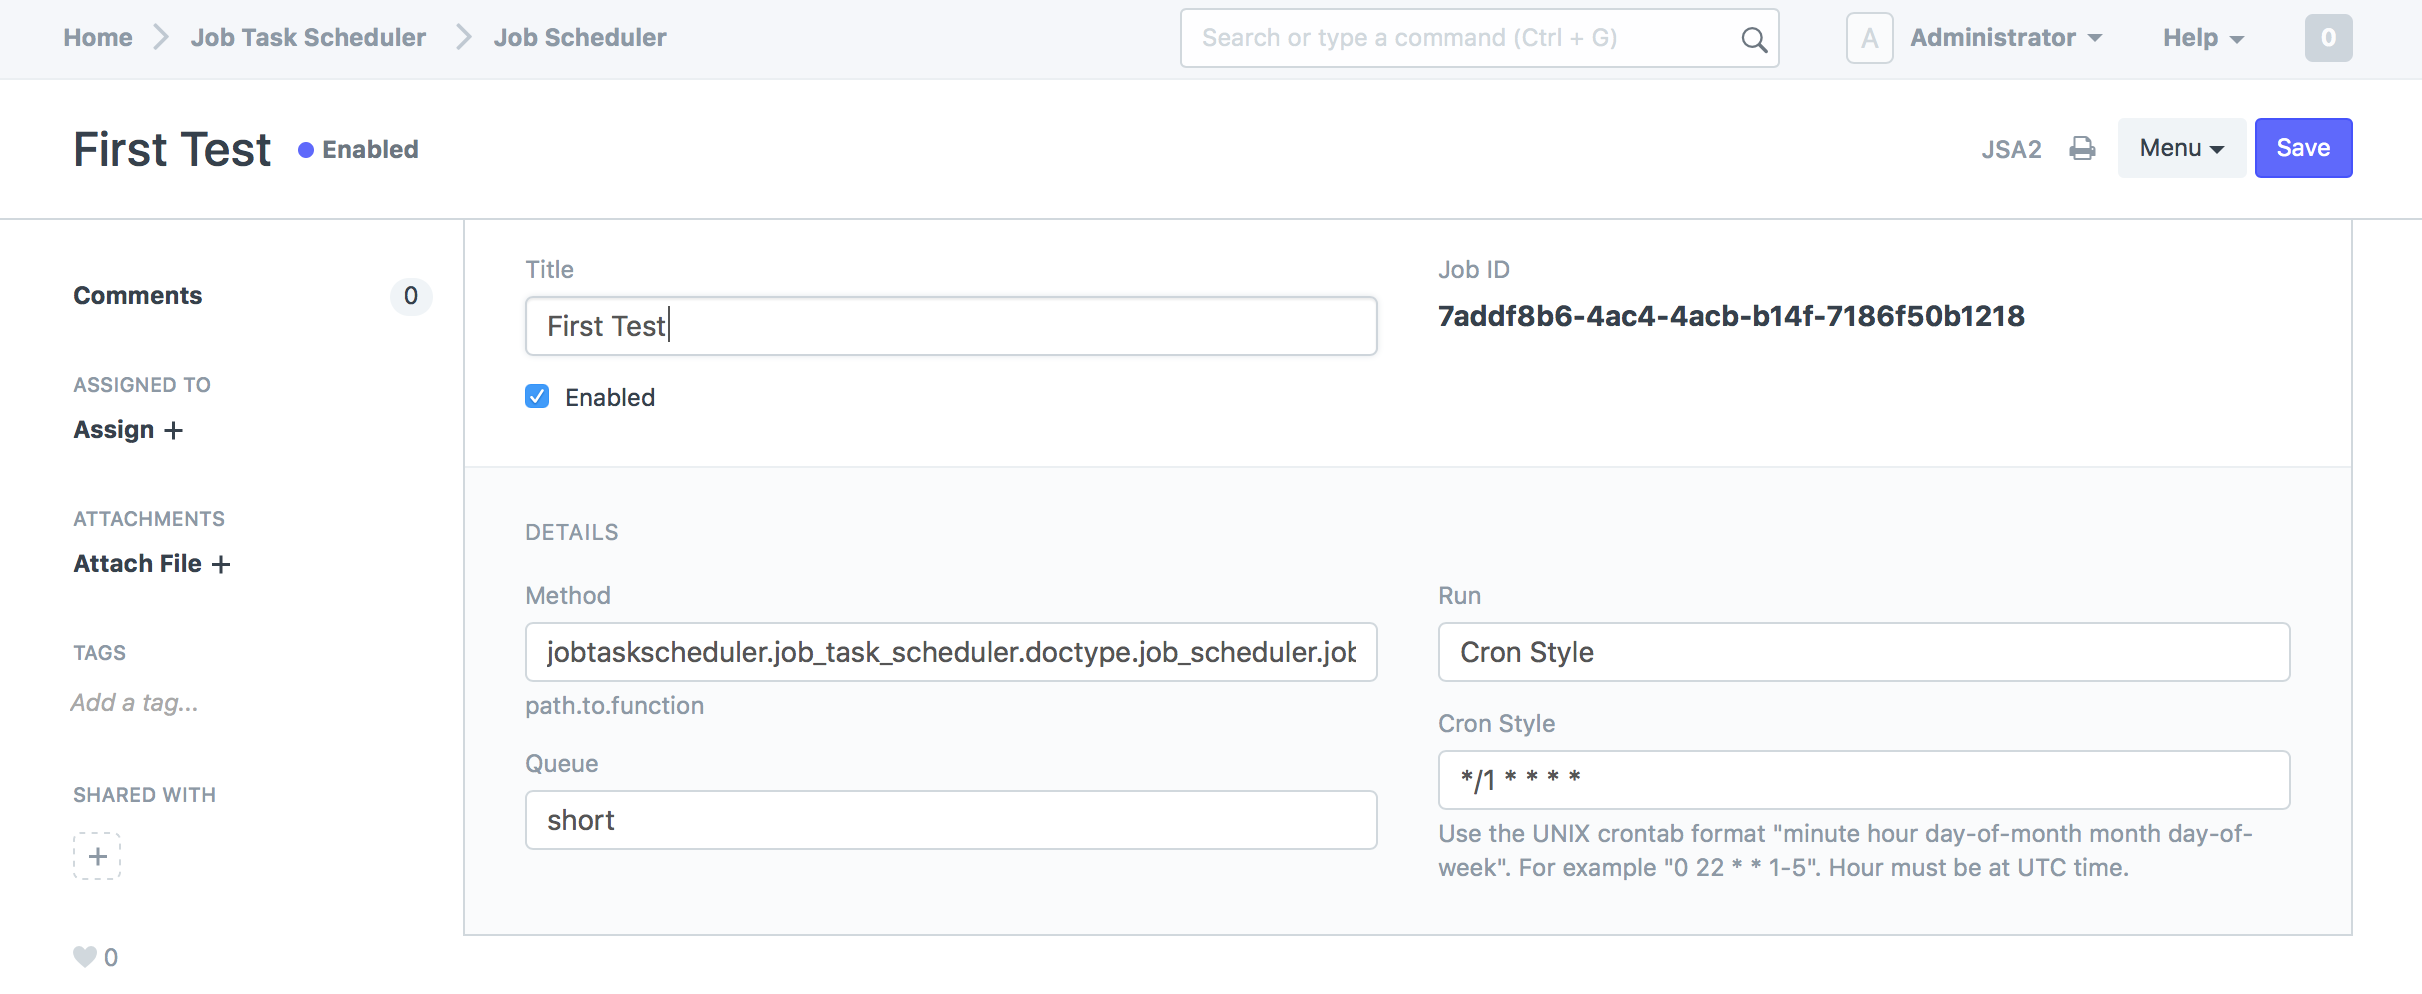 Home Job Task Scheduler Job Scheduler Search or type a command (Ctrl + G) A Administrator Help 0
First Test Enabled JSA2 Menu Save
Comments 0
ASSIGNED TO
Assign +
ATTACHMENTS
Attach File +
TAGS
Add a tag...
SHARED WITH
+
0
Title
First Test
Enabled
Job ID
7addf8b6-4ac4-4acb-b14f-7186f50b1218
DETAILS
Method
jobtaskscheduler.job_task_scheduler.doctype.job_scheduler.job
path.to.function
Queue
short
Run
Cron Style
Cron Style
*/1 * * * *
Use the UNIX crontab format "minute hour day-of-month month day-of-
week". For example "0 22 * * 1-5". Hour must be at UTC time.